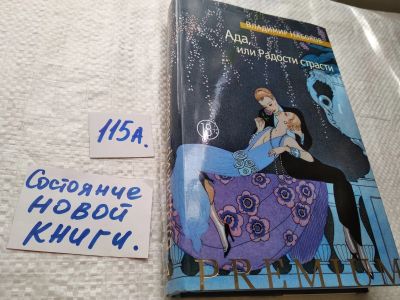 Владимир Набоков
Ада,
или Радости страсти
115А.
Состояние
новой
книги.
PREMIUM